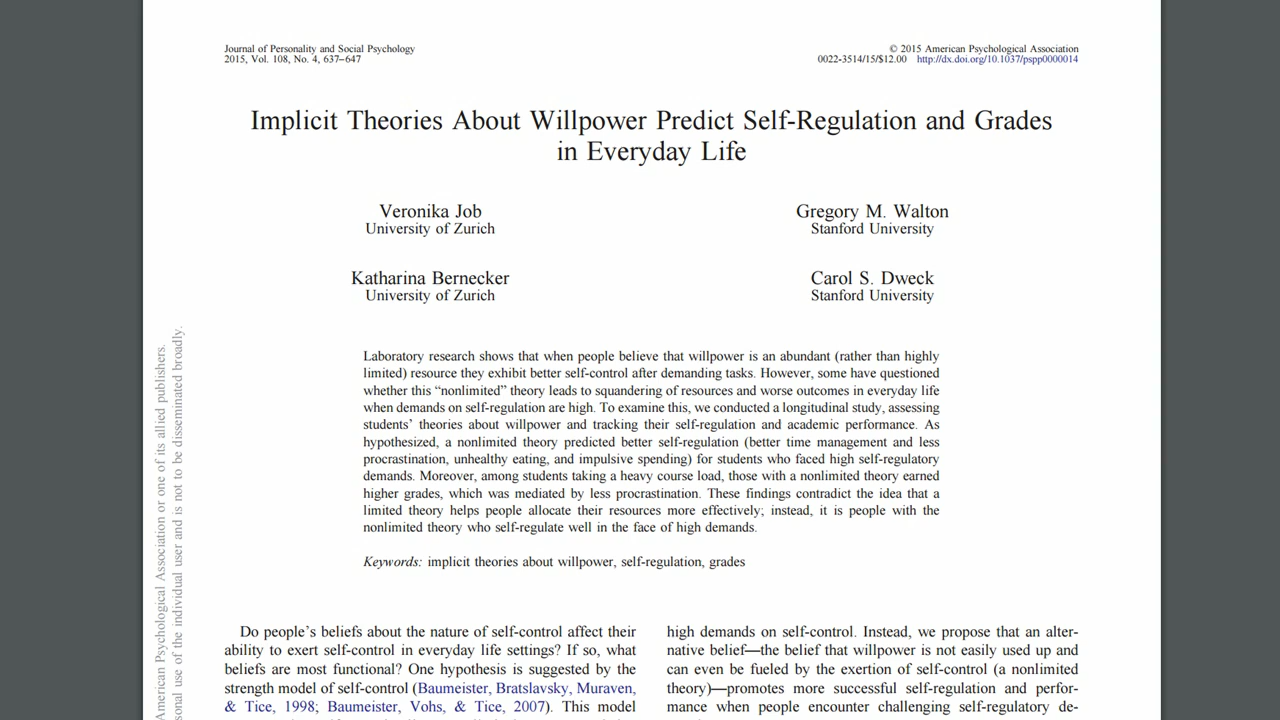 Journal of Personality and Social Psychology
2015, Vol. 108, No. 4, 637–647
© 2015 American Psychological Association
0022-3514/15/$12.00 http://dx.doi.org/10.1037/pspp0000014
Implicit Theories About Willpower Predict Self-Regulation and Grades
in Everyday Life
Veronika Job
University of Zurich
Gregory M. Walton
Stanford University
Katharina Bernecker
University of Zurich
Carol S. Dweck
Stanford University
Laboratory research shows that when people believe that willpower is an abundant (rather than highly
limited) resource they exhibit better self-control after demanding tasks. However, some have questioned
whether this “nonlimited” theory leads to squandering of resources and worse outcomes in everyday life
when demands on self-regulation are high. To examine this, we conducted a longitudinal study, assessing
students’ theories about willpower and tracking their self-regulation and academic performance. As
hypothesized, a nonlimited theory predicted better self-regulation (better time management and less
procrastination, unhealthy eating, and impulsive spending) for students who faced high self-regulatory
demands. Moreover, among students taking a heavy course load, those with a nonlimited theory earned
higher grades, which was mediated by less procrastination. These findings contradict the idea that a
limited theory helps people allocate their resources more effectively; instead, it is people with the
nonlimited theory who self-regulate well in the face of high demands.
Keywords: implicit theories about willpower, self-regulation, grades
Do people’s beliefs about the nature of self-control affect their
ability to exert self-control in everyday life settings? If so, what
beliefs are most functional? One hypothesis is suggested by the
strength model of self-control (Baumeister, Bratslavsky, Muraven,
& Tice, 1998; Baumeister, Vohs, & Tice, 2007). This model
high demands on self-control. Instead, we propose that an alter-
native belief—the belief that willpower is not easily used up and
can even be fueled by the exertion of self-control (a nonlimited
theory)—promotes more successful self-regulation and perfor-
mance when people encounter challenging self-regulatory de-
American Psychological Association or one of its allied publishers.
sonal use of the individual user and is not to be disseminated broadly.